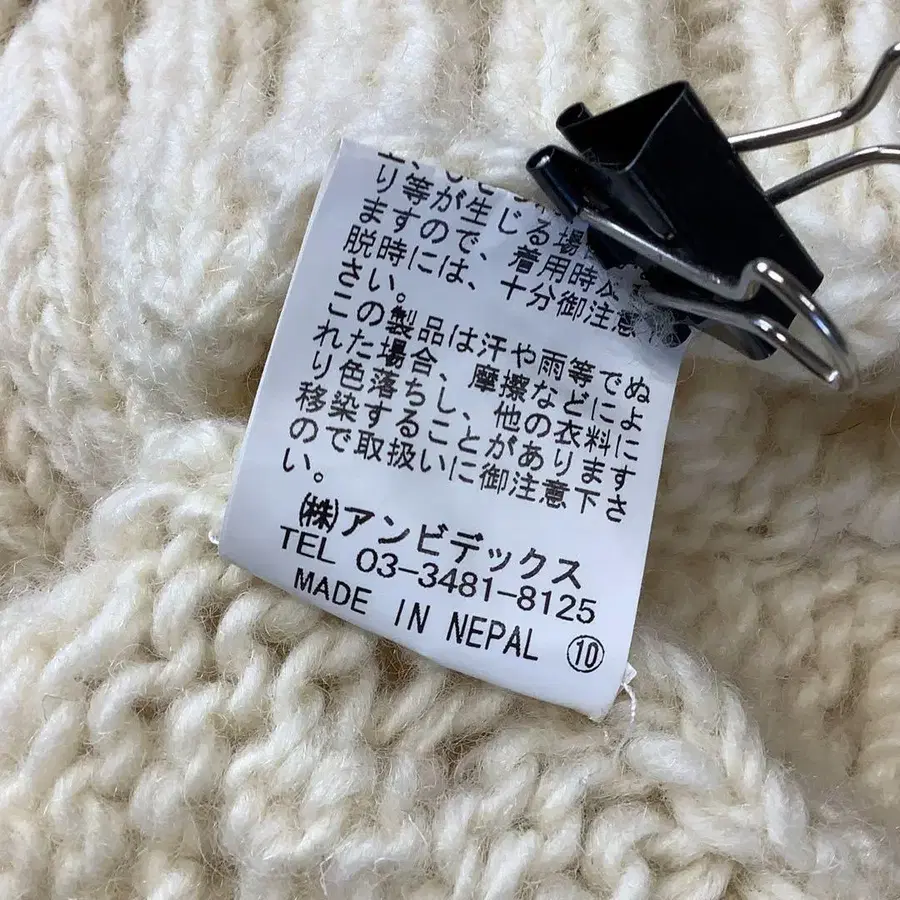 り等が生じる場
ますので、着用時及
脱時には、十分御注意
さい。
この製品は汗や雨等でぬ
れた場合、摩擦などによ
り色落ちし、他の衣料に
移染することがあります
ので取扱いに御注意下さ
い。
㈱アンビデックス
TEL 03-3481-8125
MADE IN NEPAL ⑩